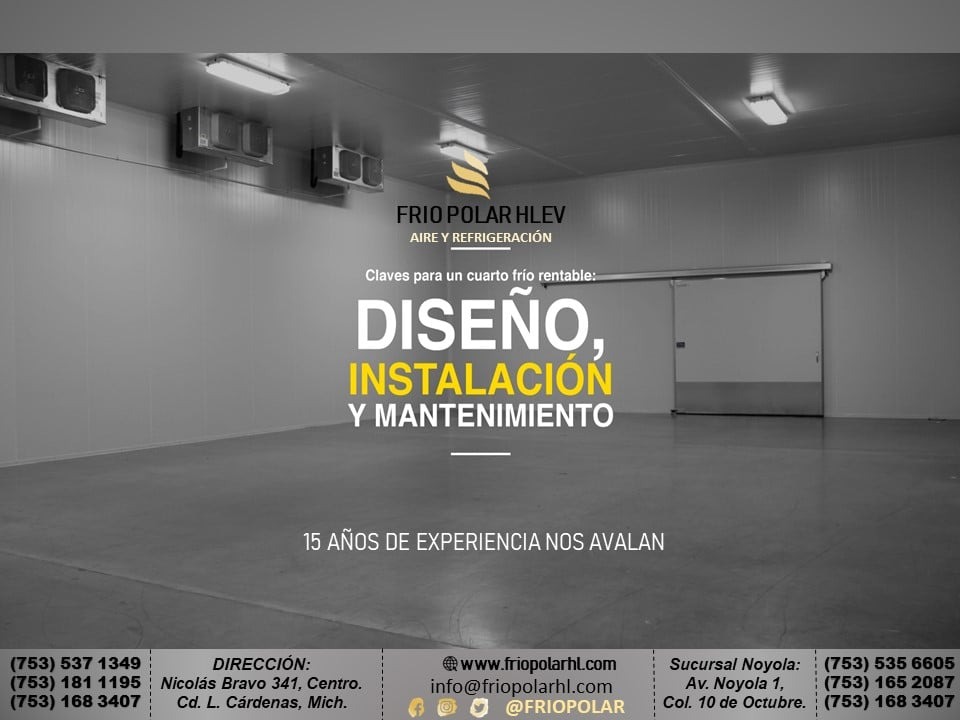 FRIO POLAR HLEV
AIRE Y REFRIGERACIÓN
Claves para un cuarto frío rentable:
DISEÑO,
INSTALACIÓN
Y MANTENIMIENTO
15 AÑOS DE EXPERIENCIA NOS AVALAN
(753) 537 1349
(753) 181 1195
(753) 168 3407
DIRECCIÓN:
Nicolás Bravo 341, Centro.
Cd. L. Cárdenas, Mich.
www.friopolarhl.com
info@friopolarhl.com
@FRIOPOLAR
Sucursal Noyola:
Av. Noyola 1,
Col. 10 de Octubre.
(753) 535 6605
(753) 165 2087
(753) 168 3407